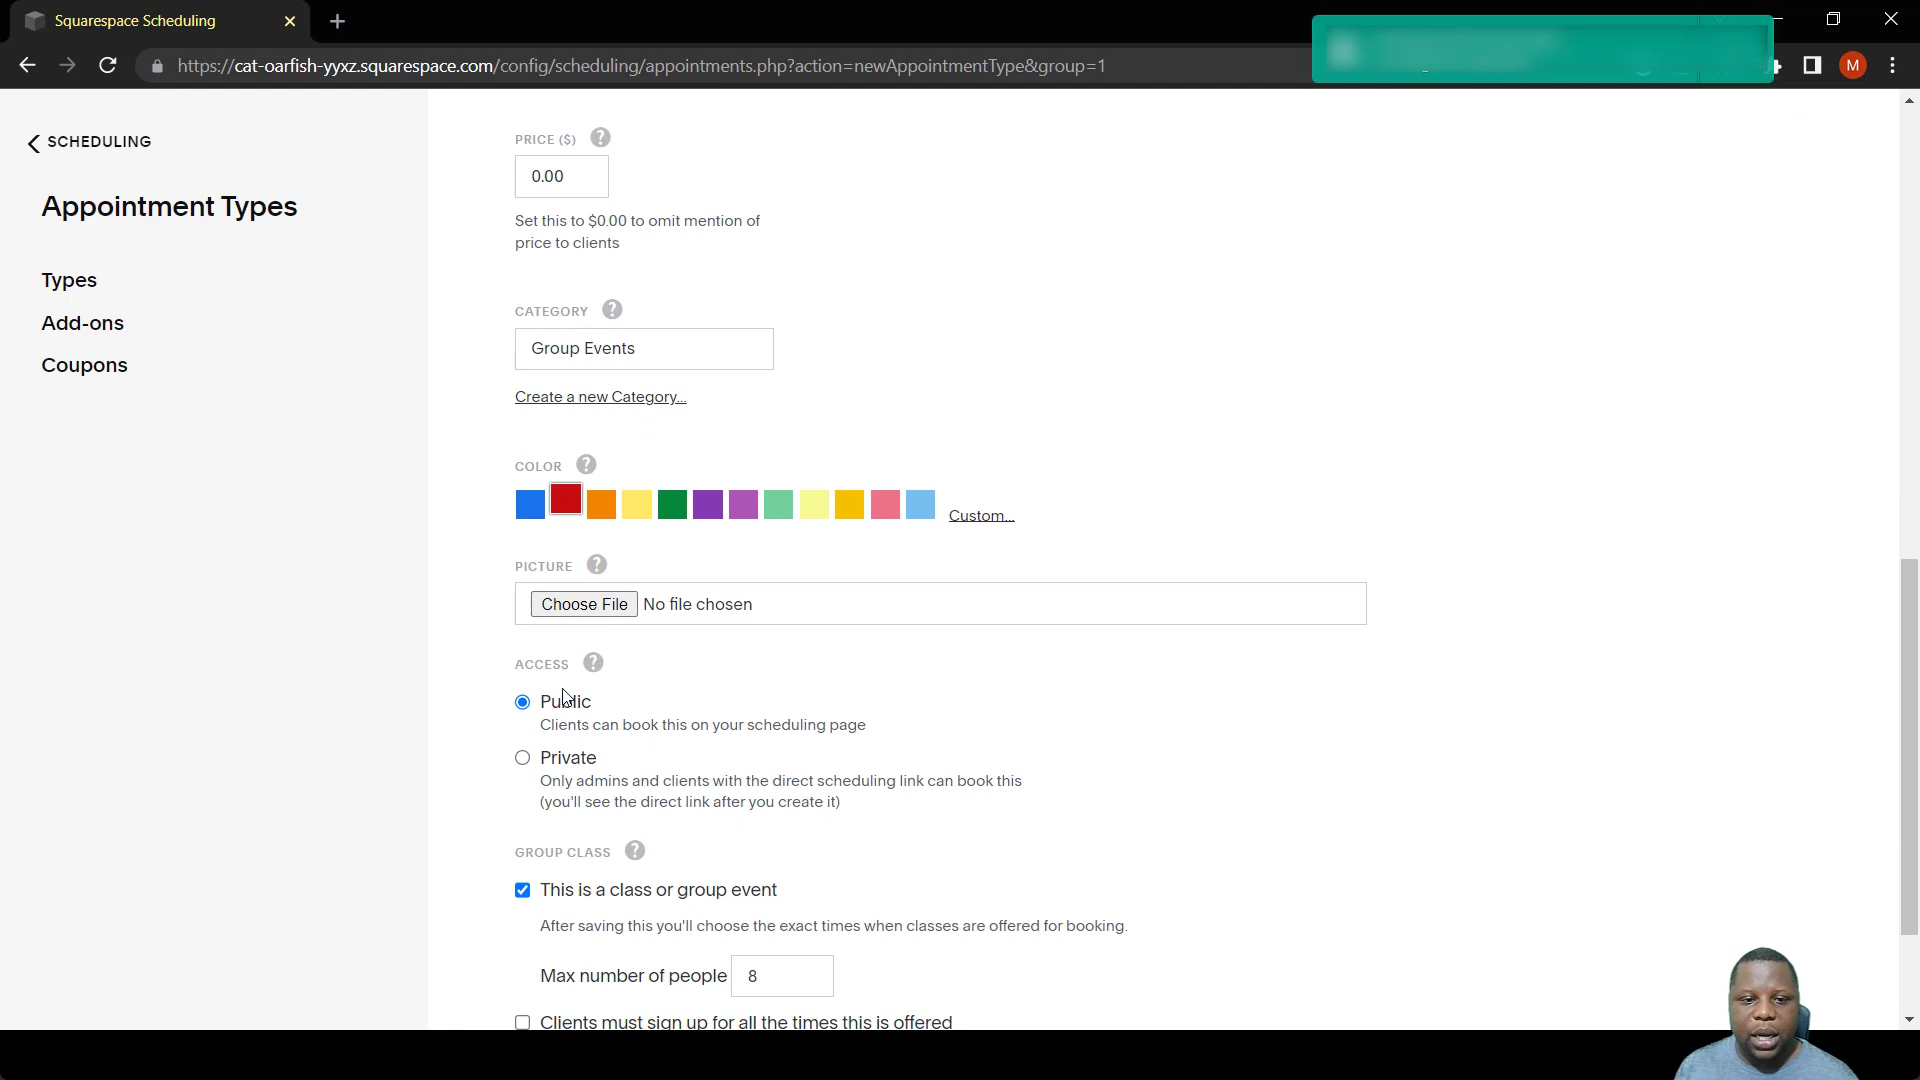 Squarespace Scheduling
https://cat-oarfish-yyxz.squarespace.com/config/scheduling/appointments.php?action=newAppointmentType&group=1
M
SCHEDULING
Appointment Types
Types
Add-ons
Coupons
PRICE ($) ?
0.00
Set this to $0.00 to omit mention of
price to clients
CATEGORY ?
Group Events
Create a new Category...
COLOR ?
Custom...
PICTURE ?
Choose File No file chosen
ACCESS ?
Public
Clients can book this on your scheduling page
Private
Only admins and clients with the direct scheduling link can book this
(you'll see the direct link after you create it)
GROUP CLASS ?
This is a class or group event
After saving this you'll choose the exact times when classes are offered for booking.
Max number of people 8
Clients must sign up for all the times this is offered